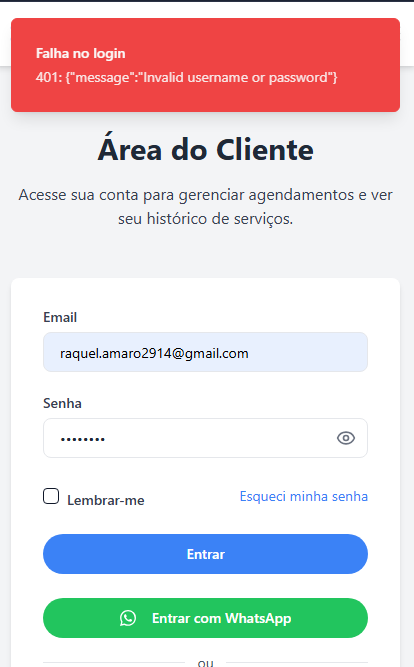 Falha no login
401: {"message":"Invalid username or password"}
Área do Cliente
Acesse sua conta para gerenciar agendamentos e ver
seu histórico de serviços.
Email
raquel.amaro2914@gmail.com
Senha
••••••••
Lembrar-me
Esqueci minha senha
Entrar
Entrar com WhatsApp
ou